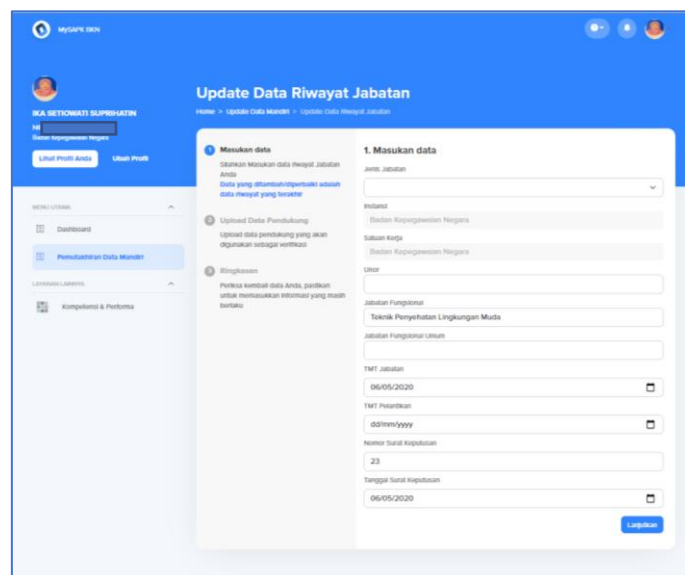 MySAPK BKN
IKA SETIOWATI SUPRIHATIN
Badan Kepegawaian Negara
Lihat Profil Anda
Ubah Profil
MENU UTAMA
Dashboard
Pemutakhiran Data Mandiri
LAYANAN LAINNYA
Kompetensi & Performa
Update Data Riwayat Jabatan
Home > Update Data Mandiri > Update Data Riwayat Jabatan
1 Masukan data
Silahkan Masukan data riwayat Jabatan
Anda
Data yang ditambah/diperbaiki adalah
data riwayat yang terakhir
2 Upload Data Pendukung
Upload data pendukung yang akan
digunakan sebagai verifikasi
3 Ringkasan
Periksa kembali data Anda, pastikan
untuk memasukkan informasi yang masih
berlaku
1. Masukan data
Jenis Jabatan
Instansi
Badan Kepegawaian Negara
Satuan Kerja
Badan Kepegawaian Negara
Unor
Jabatan Fungsional
Teknik Penyehatan Lingkungan Muda
Jabatan Fungsional Umum
TMT Jabatan
06/05/2020
TMT Pelantikan
dd/mm/yyyy
Nomor Surat Keputusan
23
Tanggal Surat Keputusan
06/05/2020
Lanjutkan